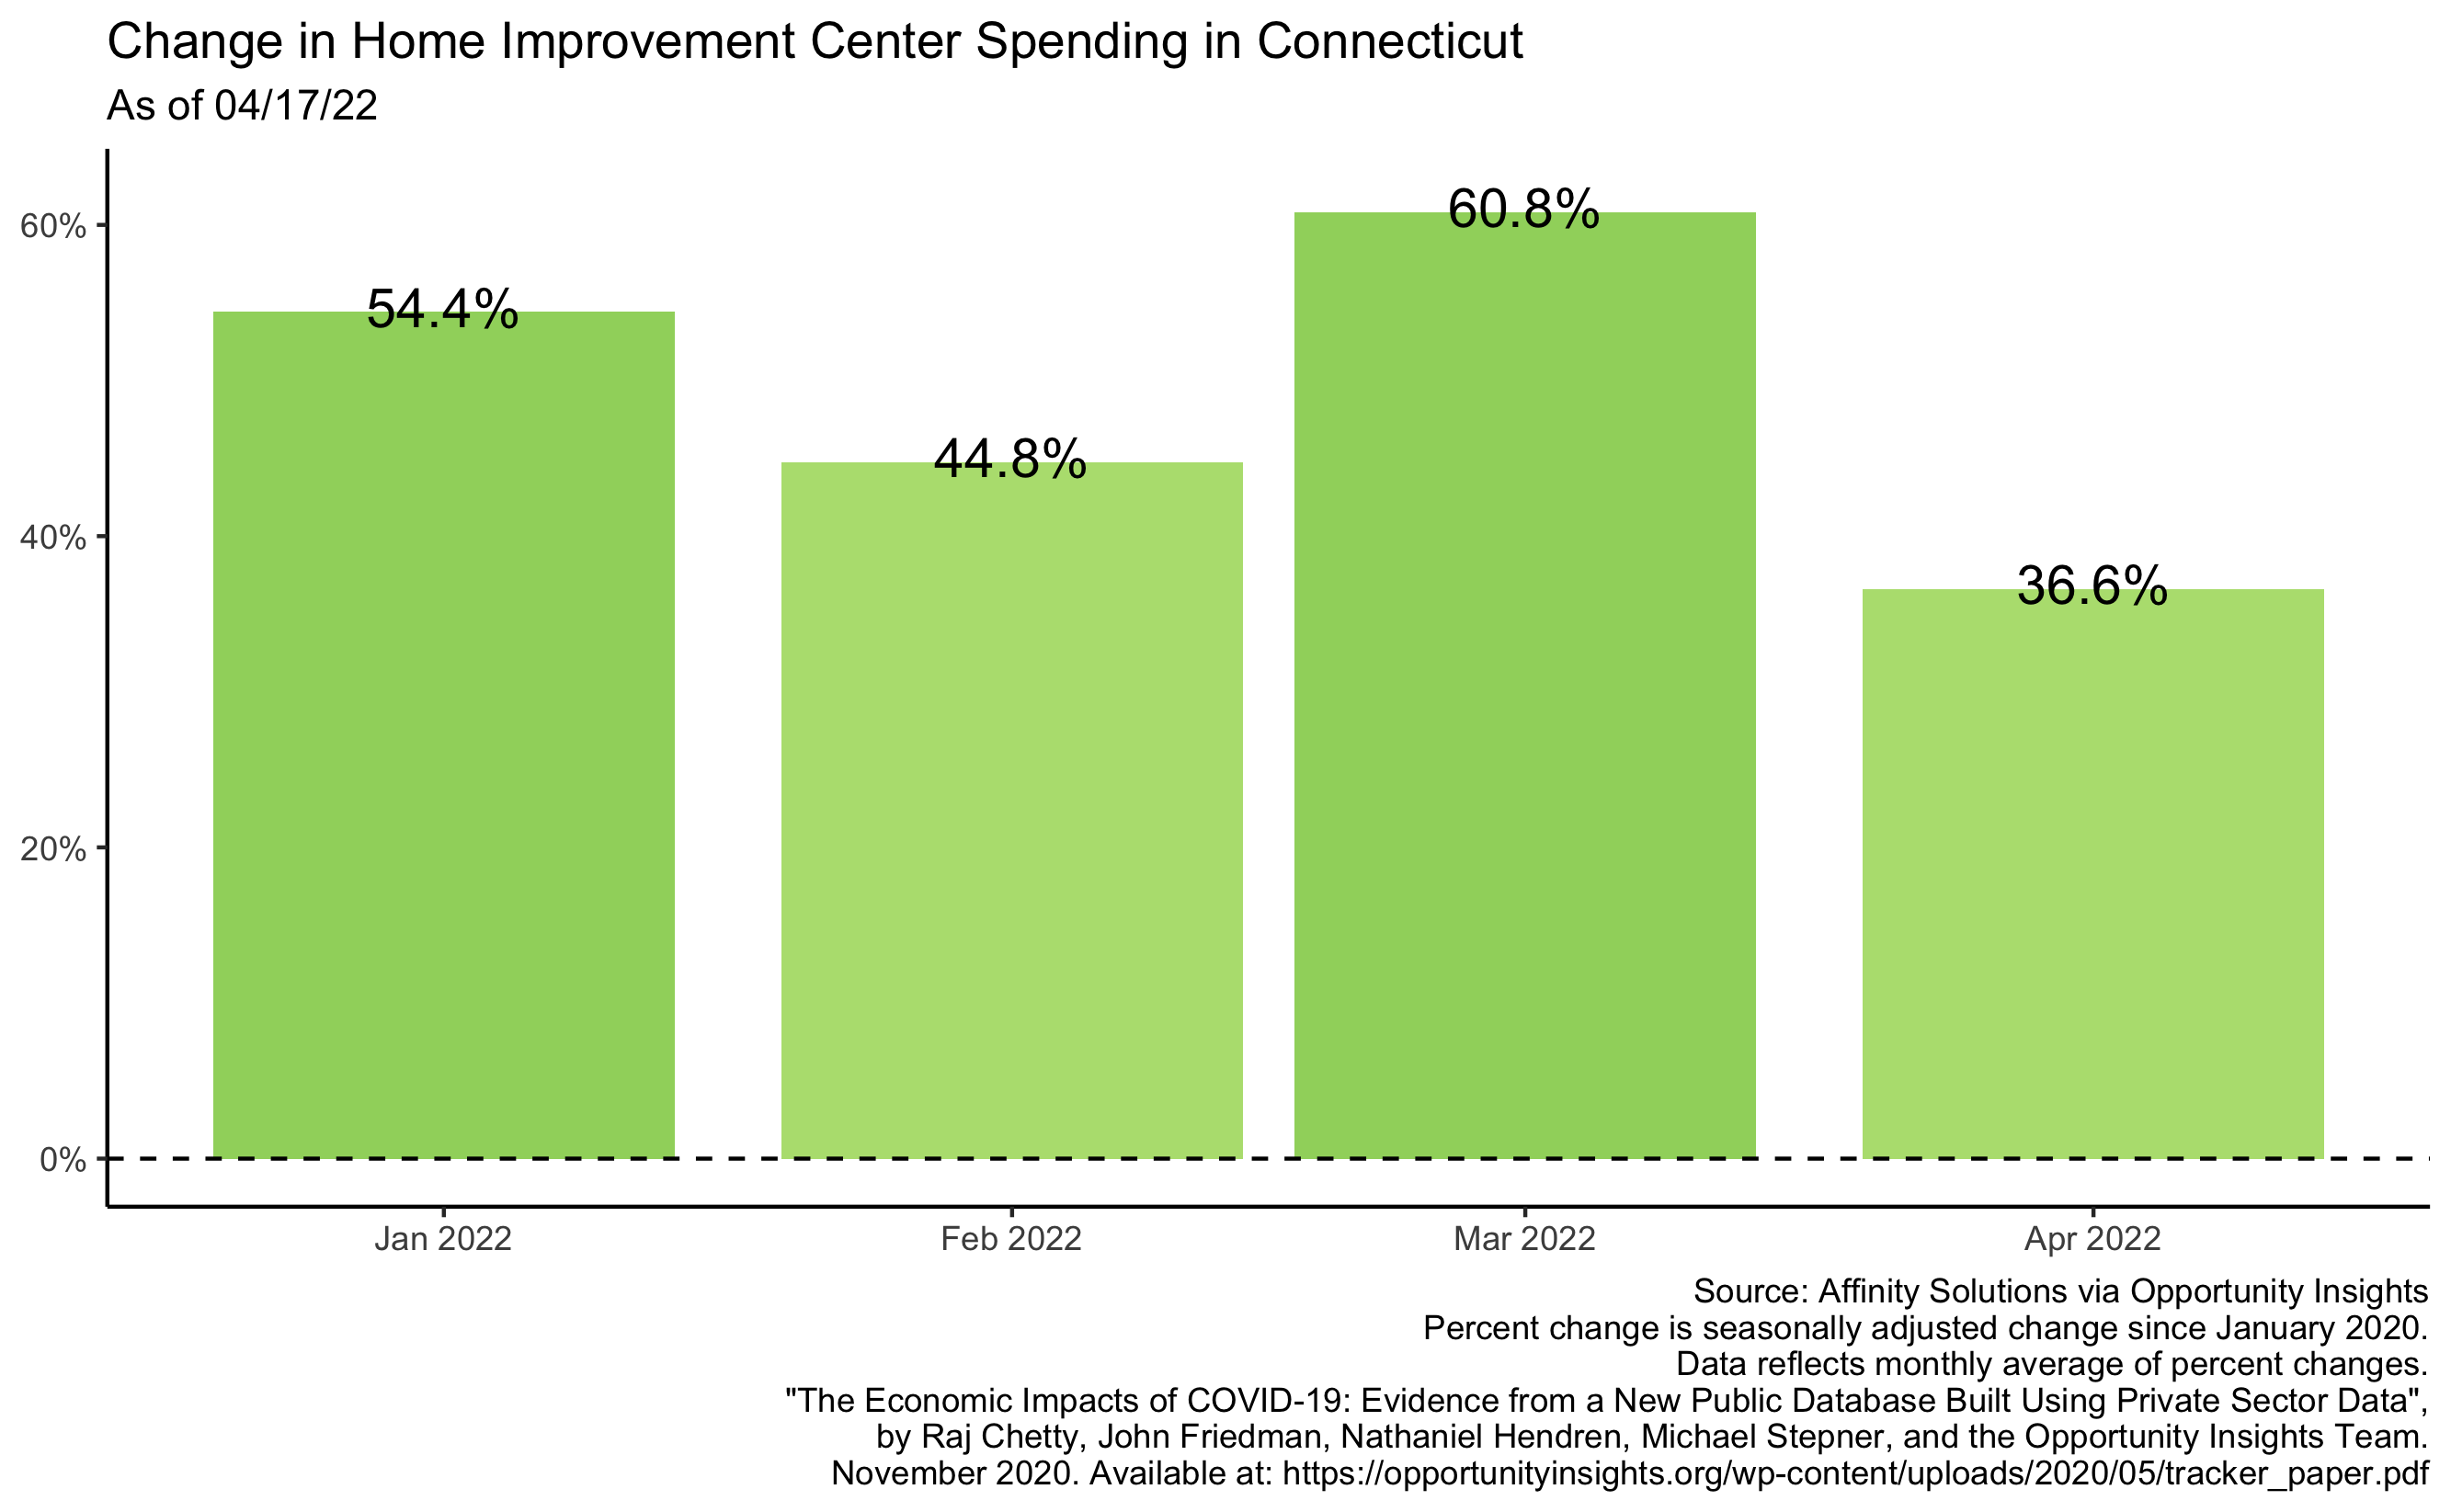 Change in Home Improvement Center Spending in Connecticut
As of 04/17/22
60%
40%
20%
0%
54.4%
44.8%
60.8%
36.6%
Jan 2022
Feb 2022
Mar 2022
Apr 2022
Source: Affinity Solutions via Opportunity Insights
Percent change is seasonally adjusted change since January 2020.
Data reflects monthly average of percent changes.
"The Economic Impacts of COVID-19: Evidence from a New Public Database Built Using Private Sector Data",
by Raj Chetty, John Friedman, Nathaniel Hendren, Michael Stepner, and the Opportunity Insights Team.
November 2020. Available at: https://opportunityinsights.org/wp-content/uploads/2020/05/tracker_paper.pdf